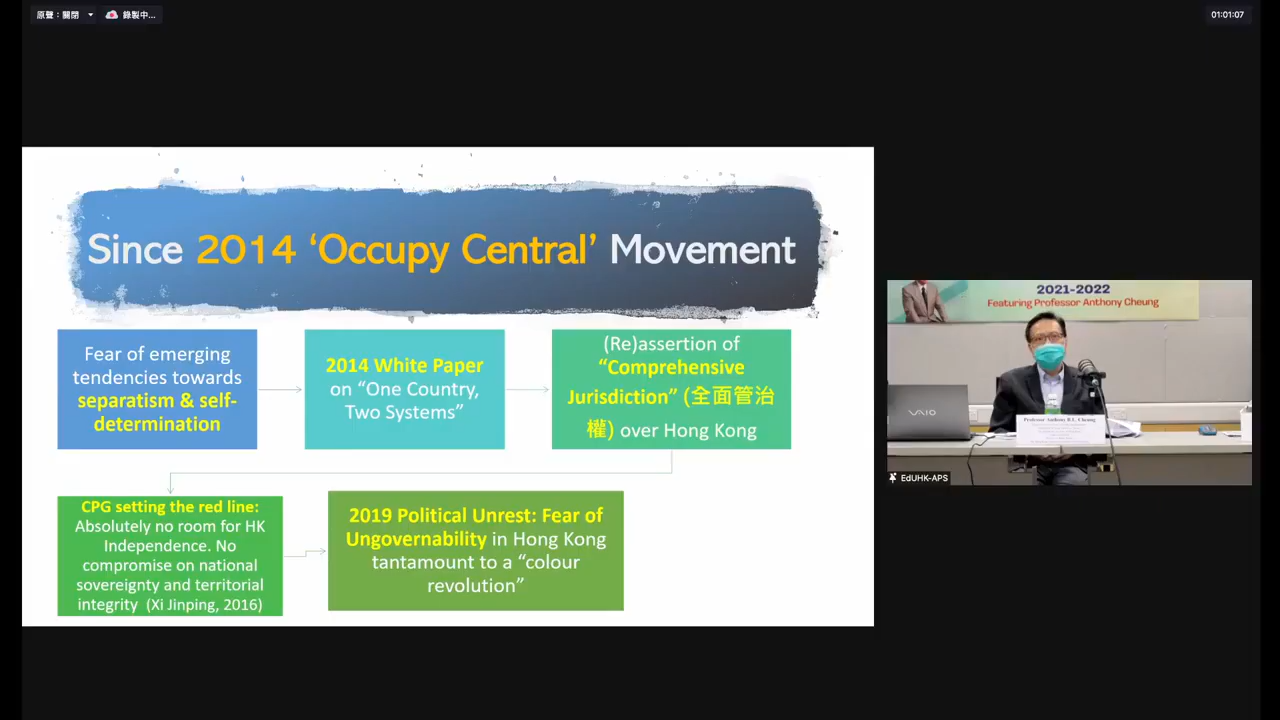 原聲：關閉
錄製中...
01:01:07
Since 2014 ‘Occupy Central’ Movement
Fear of emerging
tendencies towards
separatism & self-
determination
2014 White Paper
on “One Country,
Two Systems”
(Re)assertion of
“Comprehensive
Jurisdiction” (全面管治
權) over Hong Kong
CPG setting the red line:
Absolutely no room for HK
Independence. No
compromise on national
sovereignty and territorial
integrity (Xi Jinping, 2016)
2019 Political Unrest: Fear of
Ungovernability in Hong Kong
tantamount to a “colour
revolution”
2021-2022
Featuring Professor Anthony Cheung
VAIO
Professor Anthony B.L. Cheung
EdUHK-APS